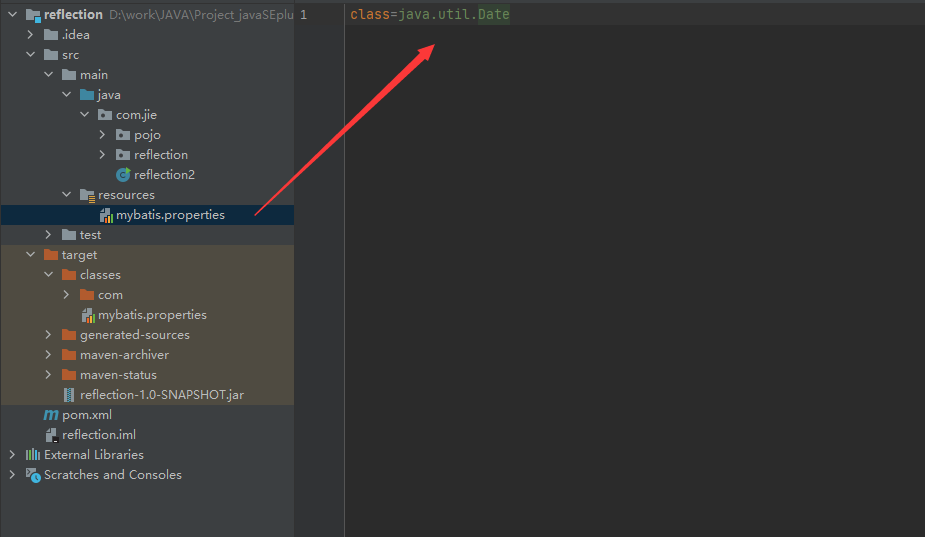 reflection D:\work\JAVA\Project_javaSEplu
.idea
src
main
java
com.jie
pojo
reflection
reflection2
resources
mybatis.properties
test
target
classes
com
mybatis.properties
generated-sources
maven-archiver
maven-status
reflection-1.0-SNAPSHOT.jar
pom.xml
reflection.iml
External Libraries
Scratches and Consoles
1 class=java.util.Date